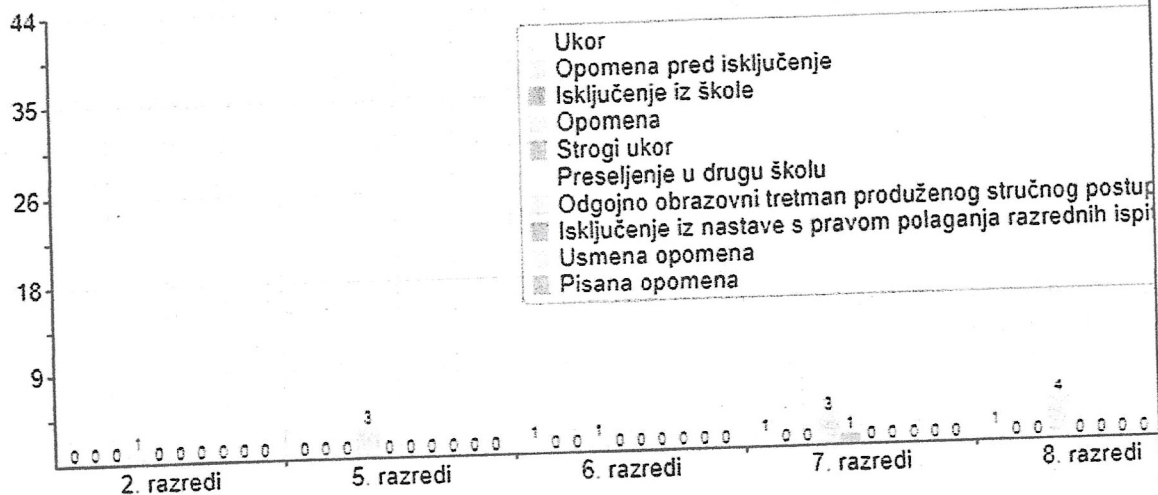 44
35
26
18
9
Ukor
Opomena pred isključenje
Isključenje iz škole
Opomena
Strogi ukor
Preseljenje u drugu školu
Odgojno obrazovni tretman produženog stručnog postup
Isključenje iz nastave s pravom polaganja razrednih ispit
Usmena opomena
Pisana opomena
0 0 0 1 0 0 0 0 0 0
0 0 0 3 0 0 0 0 0 0
1 0 0 1 0 0 0 0 0 0
1 0 0 3 1 0 0 0 0 0
1 0 0 4 0 0 0 0
2. razredi
5. razredi
6. razredi
7. razredi
8. razredi